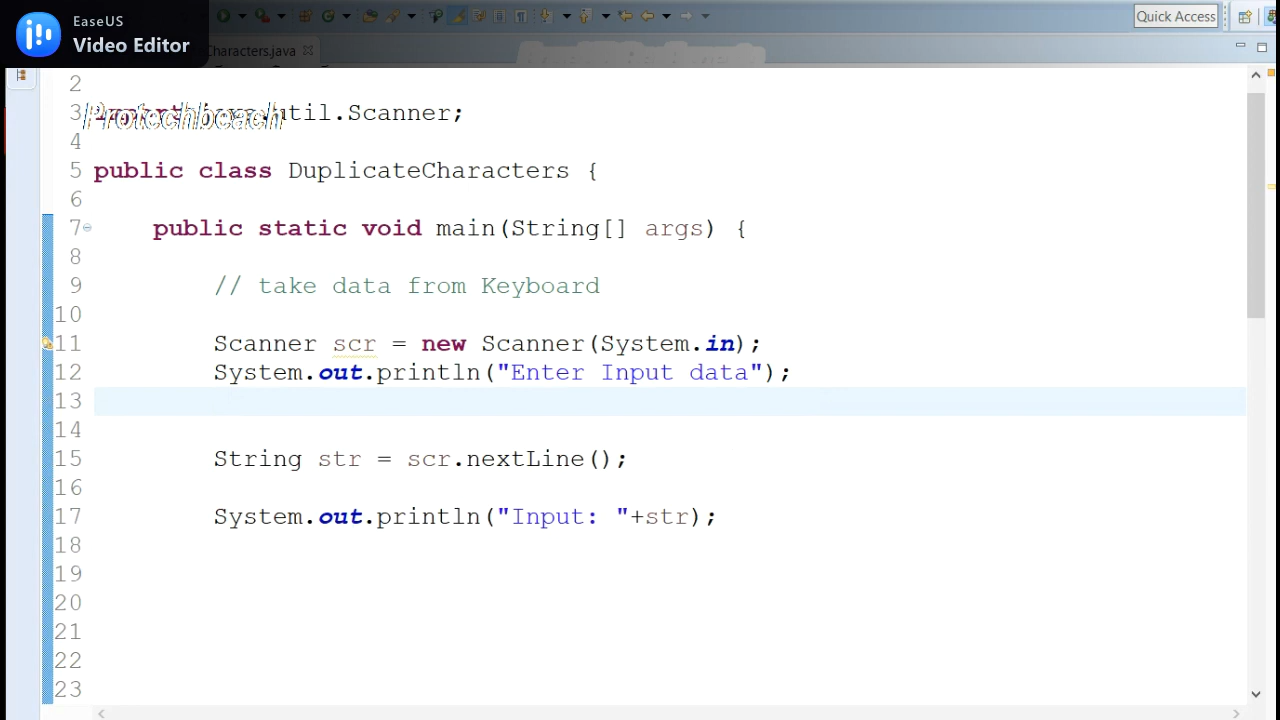 EaseUS
Video Editor
Quick Access
Characters.java
2
3 import java.util.Scanner;
Protechbeach
4
5 public class DuplicateCharacters {
6
7 public static void main(String[] args) {
8
9 // take data from Keyboard
10
11 Scanner scr = new Scanner(System.in);
12 System.out.println("Enter Input data");
13
14
15 String str = scr.nextLine();
16
17 System.out.println("Input: "+str);
18
19
20
21
22
23